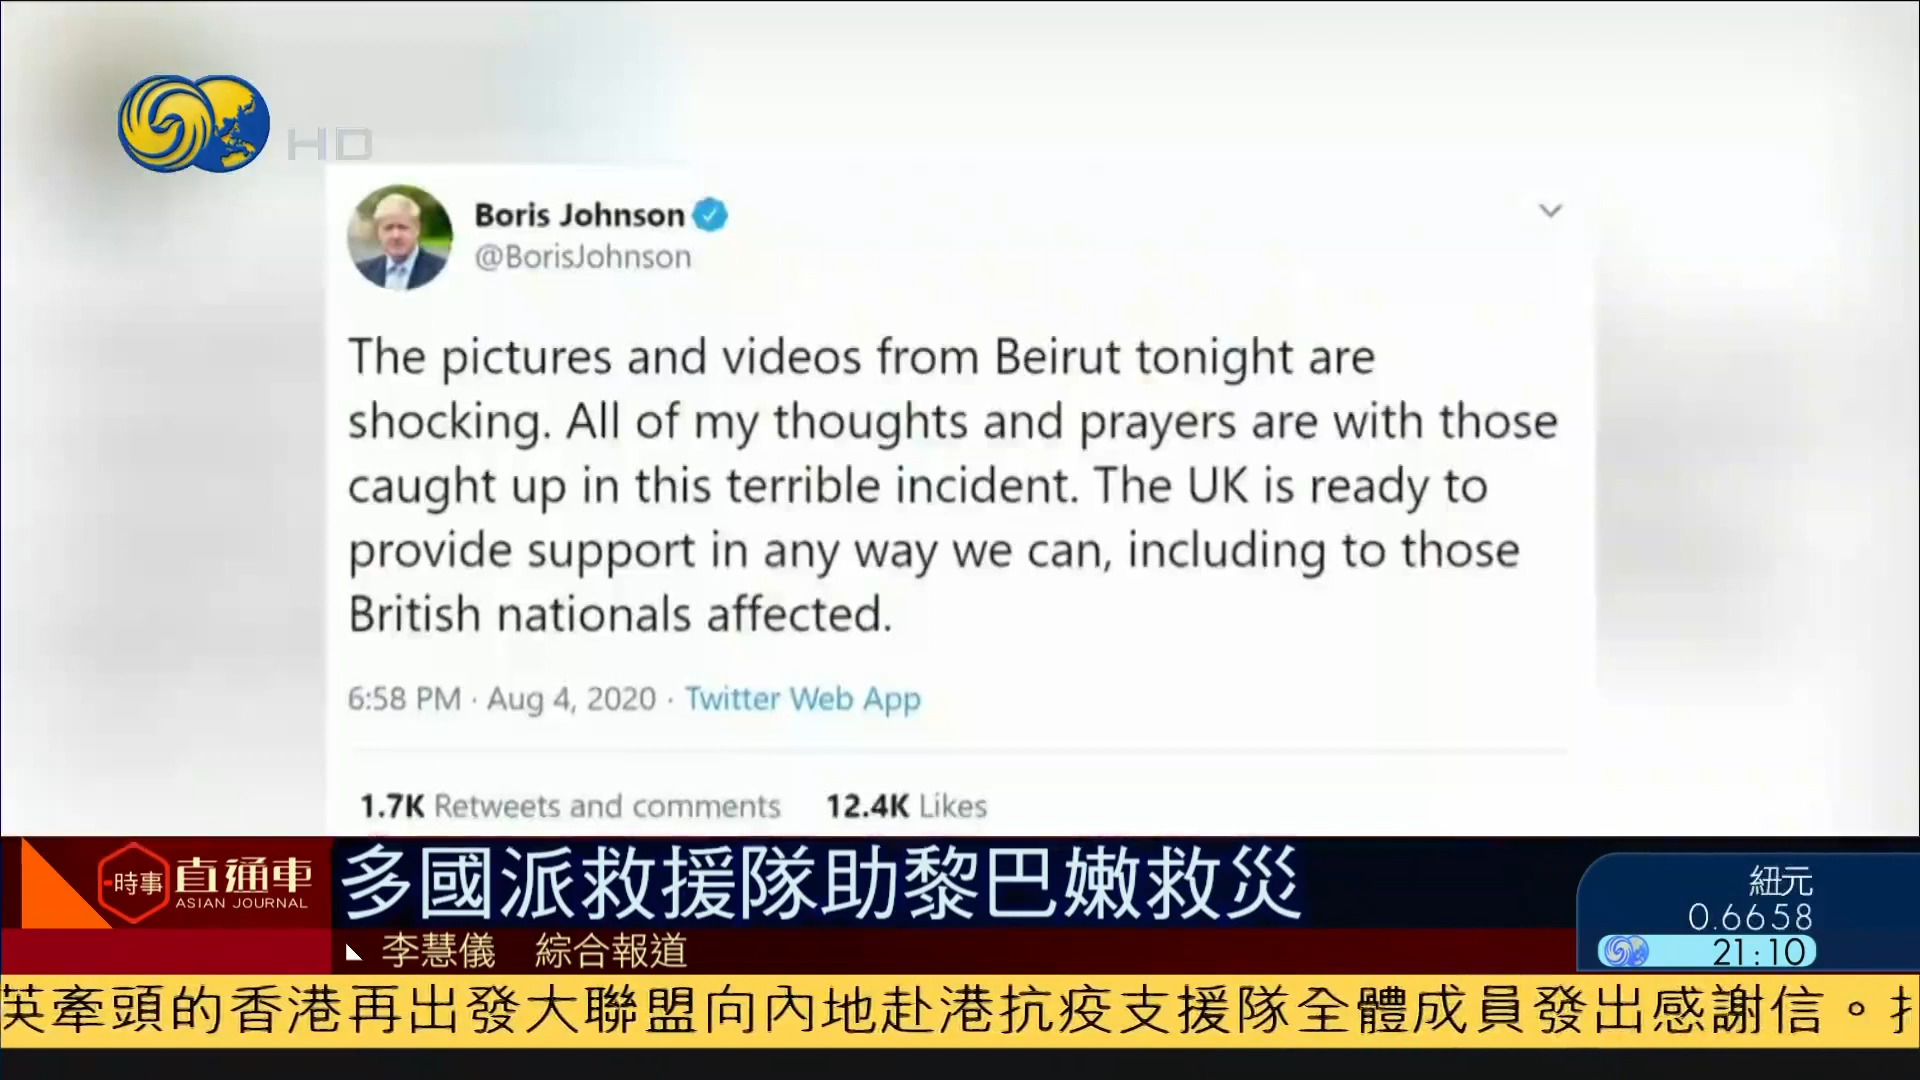 HD
Boris Johnson
@BorisJohnson
The pictures and videos from Beirut tonight are
shocking. All of my thoughts and prayers are with those
caught up in this terrible incident. The UK is ready to
provide support in any way we can, including to those
British nationals affected.
6:58 PM · Aug 4, 2020 · Twitter Web App
1.7K Retweets and comments 12.4K Likes
時事 直通車
ASIAN JOURNAL
多國派救援隊助黎巴嫩救災
李慧儀 綜合報道
紐元
0.6658
21:10
英牽頭的香港再出發大聯盟向內地赴港抗疫支援隊全體成員發出感謝信。